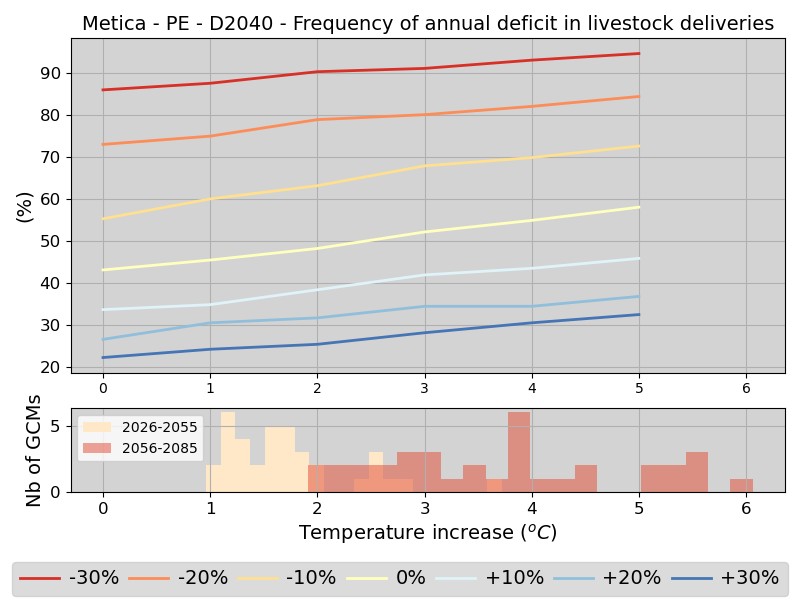 Metica - PE - D2040 - Frequency of annual deficit in livestock deliveries
(%)
90
80
70
60
50
40
30
20
0 1 2 3 4 5 6
Nb of GCMs
5
0
2026-2055
2056-2085
0 1 2 3 4 5 6
Temperature increase (°C)
-30% -20% -10% 0% +10% +20% +30%